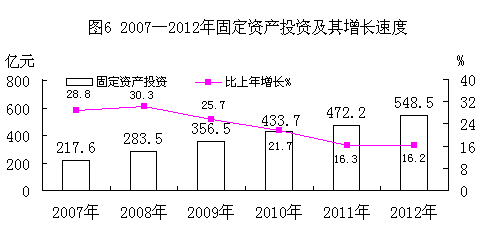 图6 2007—2012年固定资产投资及其增长速度
亿元 %
固定资产投资 比上年增长%
800 600 400 200 0
40 32 24 16 8 0
217.6 283.5 356.5 433.7 472.2 548.5
28.8 30.3 25.7 21.7 16.3 16.2
2007年 2008年 2009年 2010年 2011年 2012年